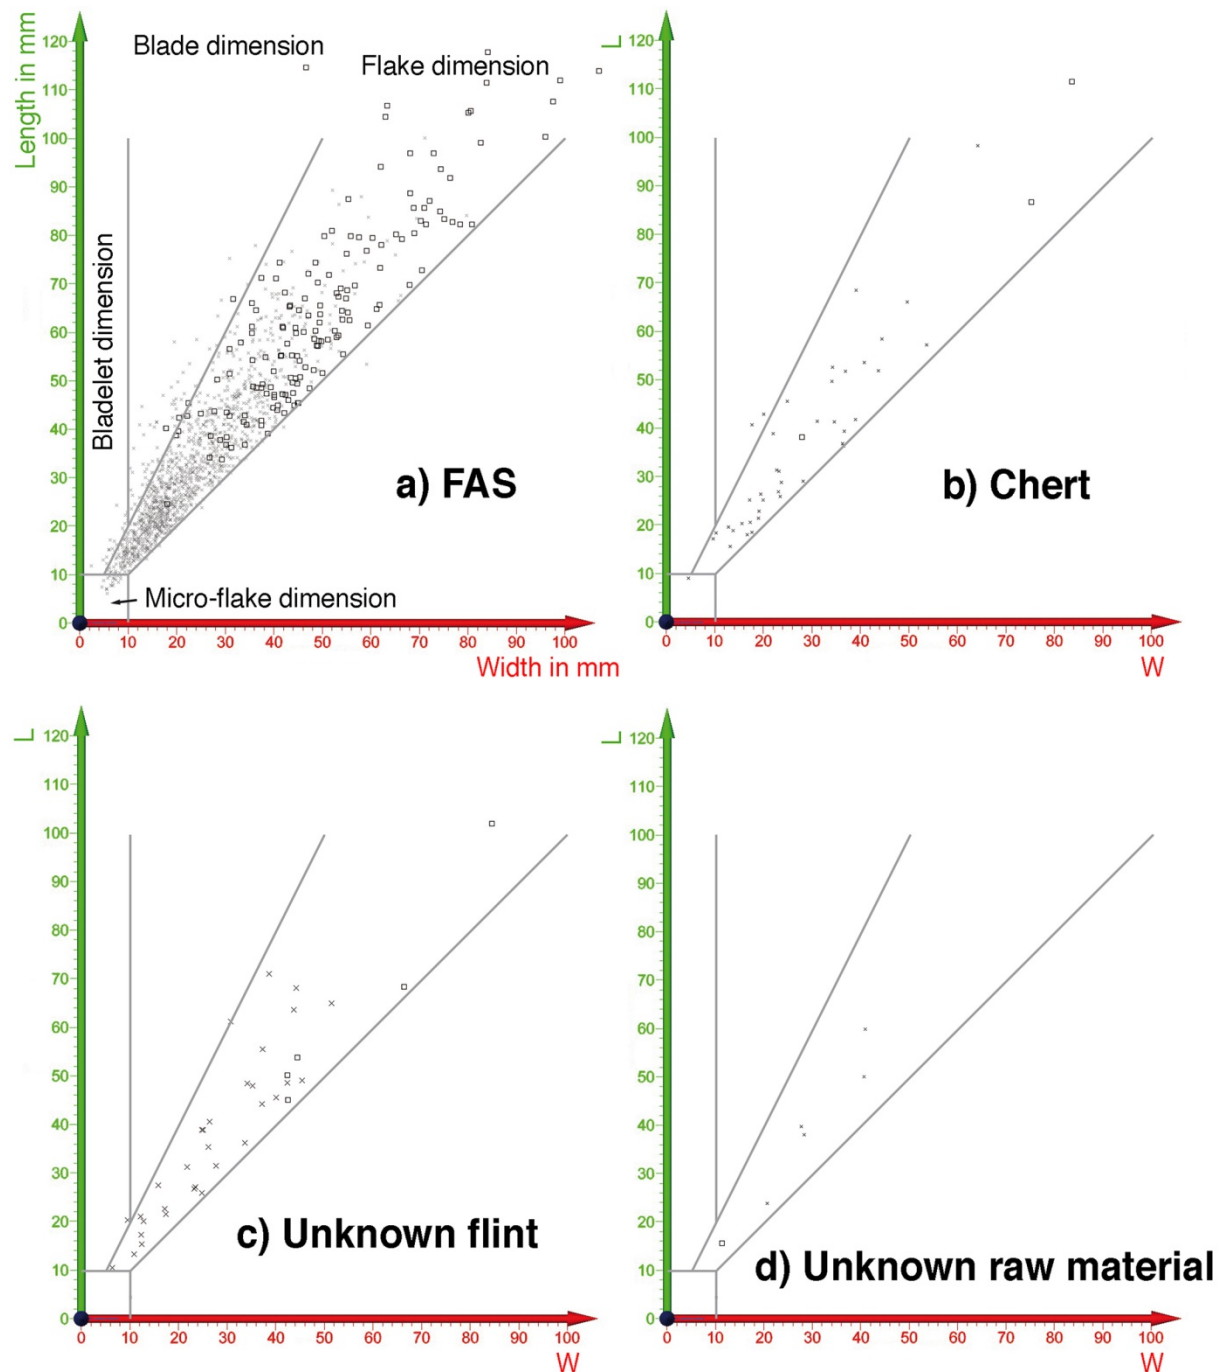 Blade dimension
Flake dimension
Length in mm
Bladelet dimension
120
110
100
90
80
70
60
50
40
30
20
10
0
a) FAS
Micro-flake dimension
0 10 20 30 40 50 60 70 80 90 100
Width in mm
L
120
110
100
90
80
70
60
50
40
30
20
10
0
b) Chert
0 10 20 30 40 50 60 70 80 90 100
W
L
120
110
100
90
80
70
60
50
40
30
20
10
0
c) Unknown flint
0 10 20 30 40 50 60 70 80 90 100
W
L
120
110
100
90
80
70
60
50
40
30
20
10
0
d) Unknown raw material
0 10 20 30 40 50 60 70 80 90 100
W